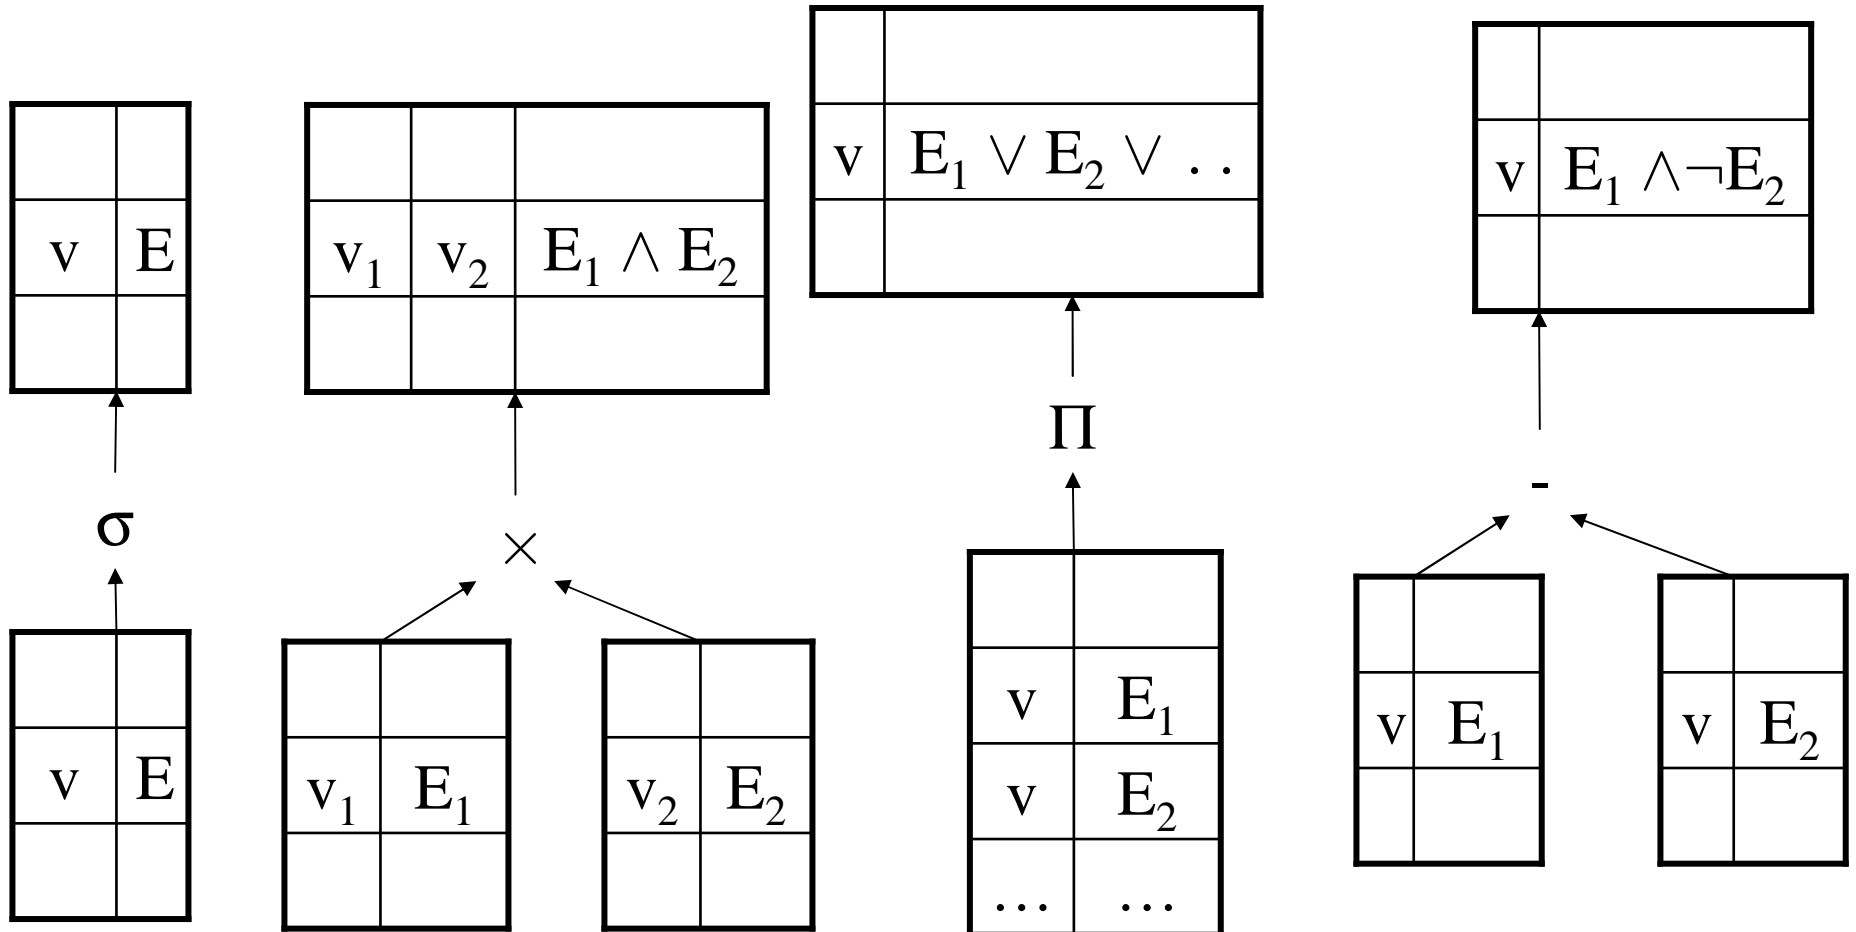 v E
σ
v E
v₁ v₂ E₁ ∧ E₂
×
v₁ E₁
v₂ E₂
v E₁ ∨ E₂ ∨ . .
Π
v E₁
v E₂
... ...
v E₁ ∧¬E₂
-
v E₁
v E₂